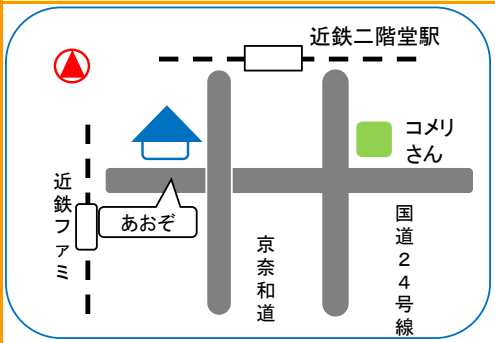 近鉄二階堂駅
コメリ
さん
近鉄ファミ
あおぞ
京奈和道
国道24号線